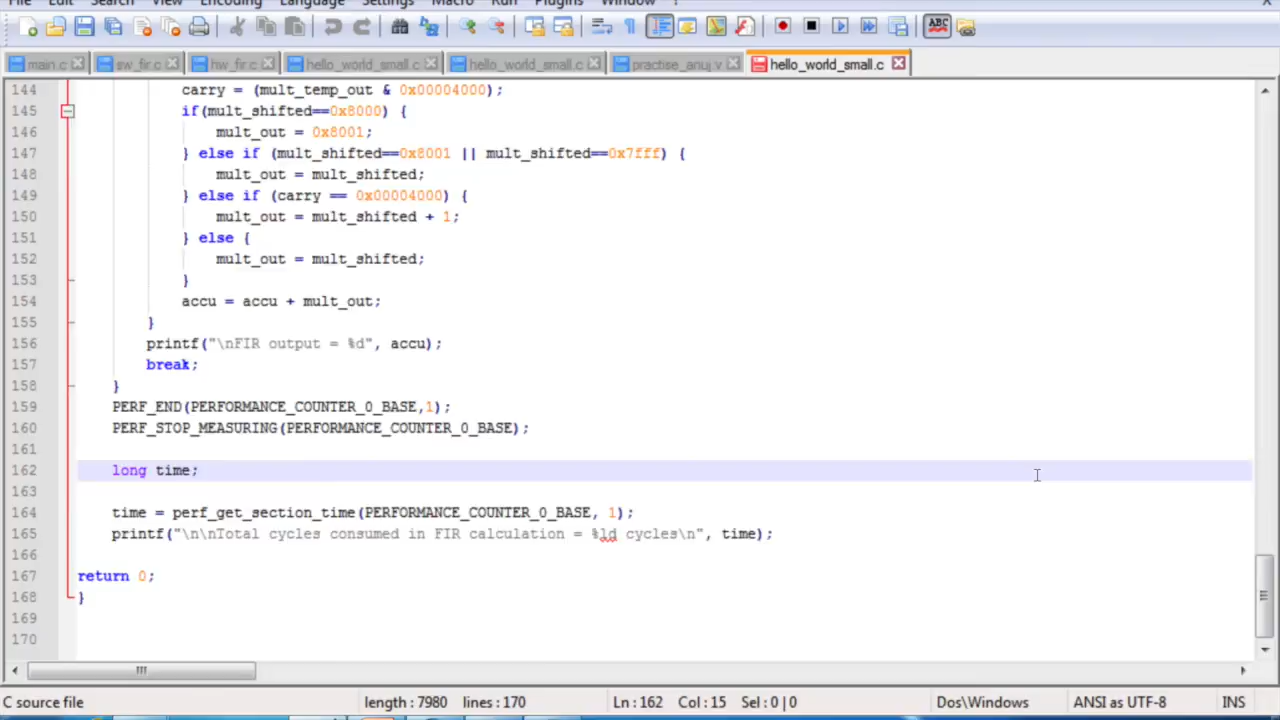 File Edit Search View Encoding Language Settings Macro Run Plugins Window ?
main.c sw_fir.c hw_fir.c hello_world_small.c hello_world_small.c practise_anuj.v hello_world_small.c
144 carry = (mult_temp_out & 0x00004000);
145 if(mult_shifted==0x8000) {
146 mult_out = 0x8001;
147 } else if (mult_shifted==0x8001 || mult_shifted==0x7fff) {
148 mult_out = mult_shifted;
149 } else if (carry == 0x00004000) {
150 mult_out = mult_shifted + 1;
151 } else {
152 mult_out = mult_shifted;
153 }
154 accu = accu + mult_out;
155 }
156 printf("\nFIR output = %d", accu);
157 break;
158 }
159 PERF_END(PERFORMANCE_COUNTER_0_BASE,1);
160 PERF_STOP_MEASURING(PERFORMANCE_COUNTER_0_BASE);
161
162 long time;
163
164 time = perf_get_section_time(PERFORMANCE_COUNTER_0_BASE, 1);
165 printf("\n\nTotal cycles consumed in FIR calculation = %ld cycles\n", time);
166
167 return 0;
168 }
169
170
C source file length : 7980 lines : 170 Ln : 162 Col : 15 Sel : 0 | 0 Dos\Windows ANSI as UTF-8 INS